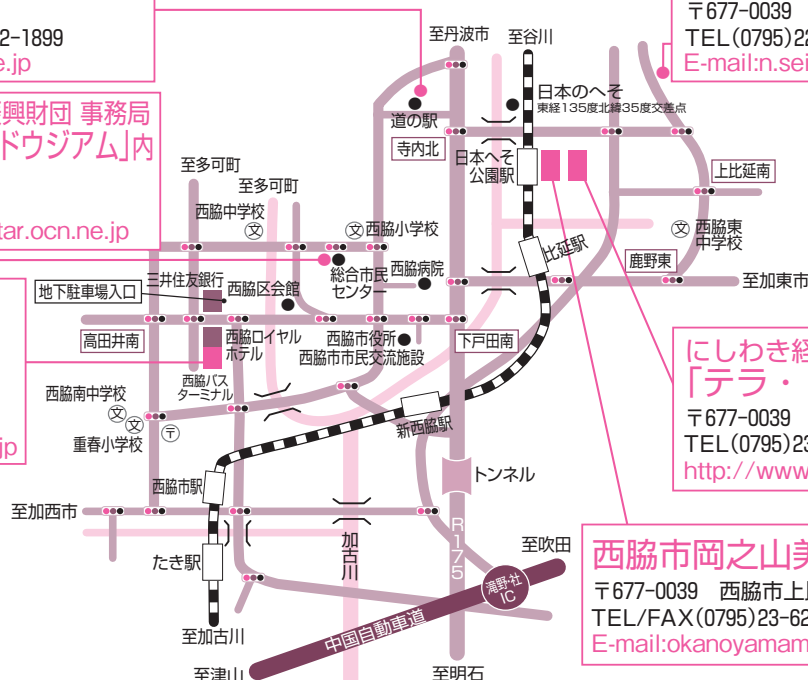 2-1899
e.jp
興財団 事務局
ドウジアム」内
tar.ocn.ne.jp
jp
〒677-0039
TEL(0795)22
E-mail:n.sei
至丹波市
至谷川
日本のへそ
東経135度北緯35度交差点
道の駅
寺内北
日本へそ
公園駅
上比延南
至多可町
至多可町
西脇中学校
文
文
西脇小学校
文
西脇東
中学校
比延駅
鹿野東
至加東市
総合市民
センター
西脇病院
三井住友銀行
地下駐車場入口
西脇区会館
高田井南
西脇ロイヤル
ホテル
西脇市役所
西脇市市民交流施設
下戸田南
西脇バス
ターミナル
西脇南中学校
文
文
〒
重春小学校
新西脇駅
にしわき経
「テラ・
〒677-0039
TEL(0795)23
http://www
西脇市駅
トンネル
至加西市
加古川
R175
たき駅
至吹田
滝野・社
IC
中国自動車道
至加古川
至津山
至明石
西脇市岡之山美
〒677-0039 西脇市上比
TEL/FAX(0795)23-62
E-mail:okanoyamam